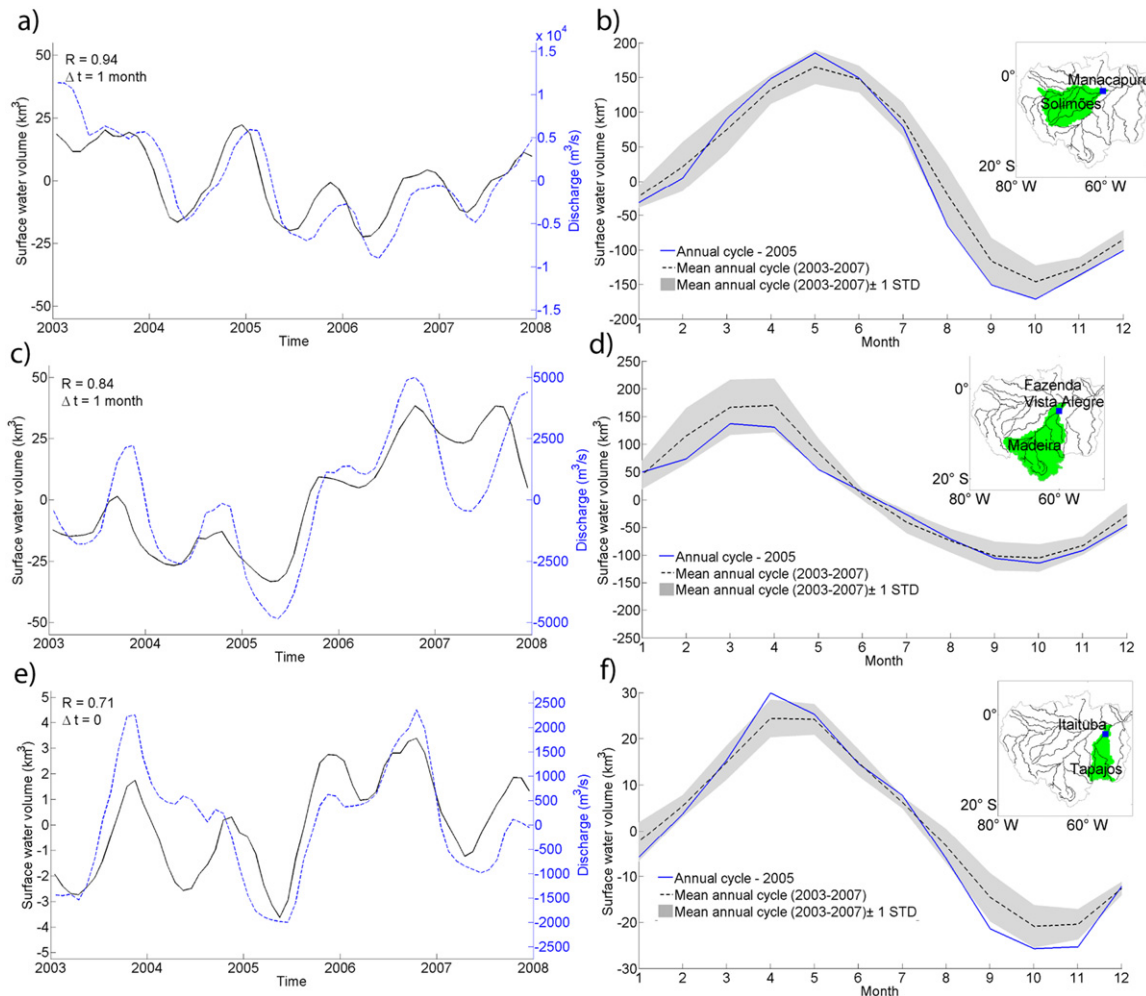 a)
x 10^4
R = 0.94
Δ t = 1 month
Surface water volume (km³)
50
25
0
-25
-50
1.5
1
0.5
0
-0.5
-1
-1.5
Discharge (m³/s)
2003 2004 2005 2006 2007 2008
Time
b)
Surface water volume (km³)
200
150
100
50
0
-50
-100
-150
-200
1 2 3 4 5 6 7 8 9 10 11 12
Month
Annual cycle - 2005
Mean annual cycle (2003-2007)
Mean annual cycle (2003-2007)± 1 STD
0°
Manacapuru
Solimões
20° S
80° W 60° W
c)
R = 0.84
Δ t = 1 month
Surface water volume (km³)
50
25
0
-25
-50
5000
2500
0
-2500
-5000
Discharge (m³/s)
2003 2004 2005 2006 2007 2008
Time
d)
Surface water volume (km³)
250
200
150
100
50
0
-50
-100
-150
-200
-250
1 2 3 4 5 6 7 8 9 10 11 12
Month
Annual cycle - 2005
Mean annual cycle (2003-2007)
Mean annual cycle (2003-2007)± 1 STD
0°
Fazenda
Vista Alegre
Madeira
20° S
80° W 60° W
e)
R = 0.71
Δ t = 0
Surface water volume (km³)
5
4
3
2
1
0
-1
-2
-3
-4
-5
2500
2000
1500
1000
500
0
-500
-1000
-1500
-2000
-2500
Discharge (m³/s)
2003 2004 2005 2006 2007 2008
Time
f)
Surface water volume (km³)
30
20
10
0
-10
-20
-30
1 2 3 4 5 6 7 8 9 10 11 12
Month
Annual cycle - 2005
Mean annual cycle (2003-2007)
Mean annual cycle (2003-2007)± 1 STD
0°
Itaituba
Tapajos
20° S
80° W 60° W